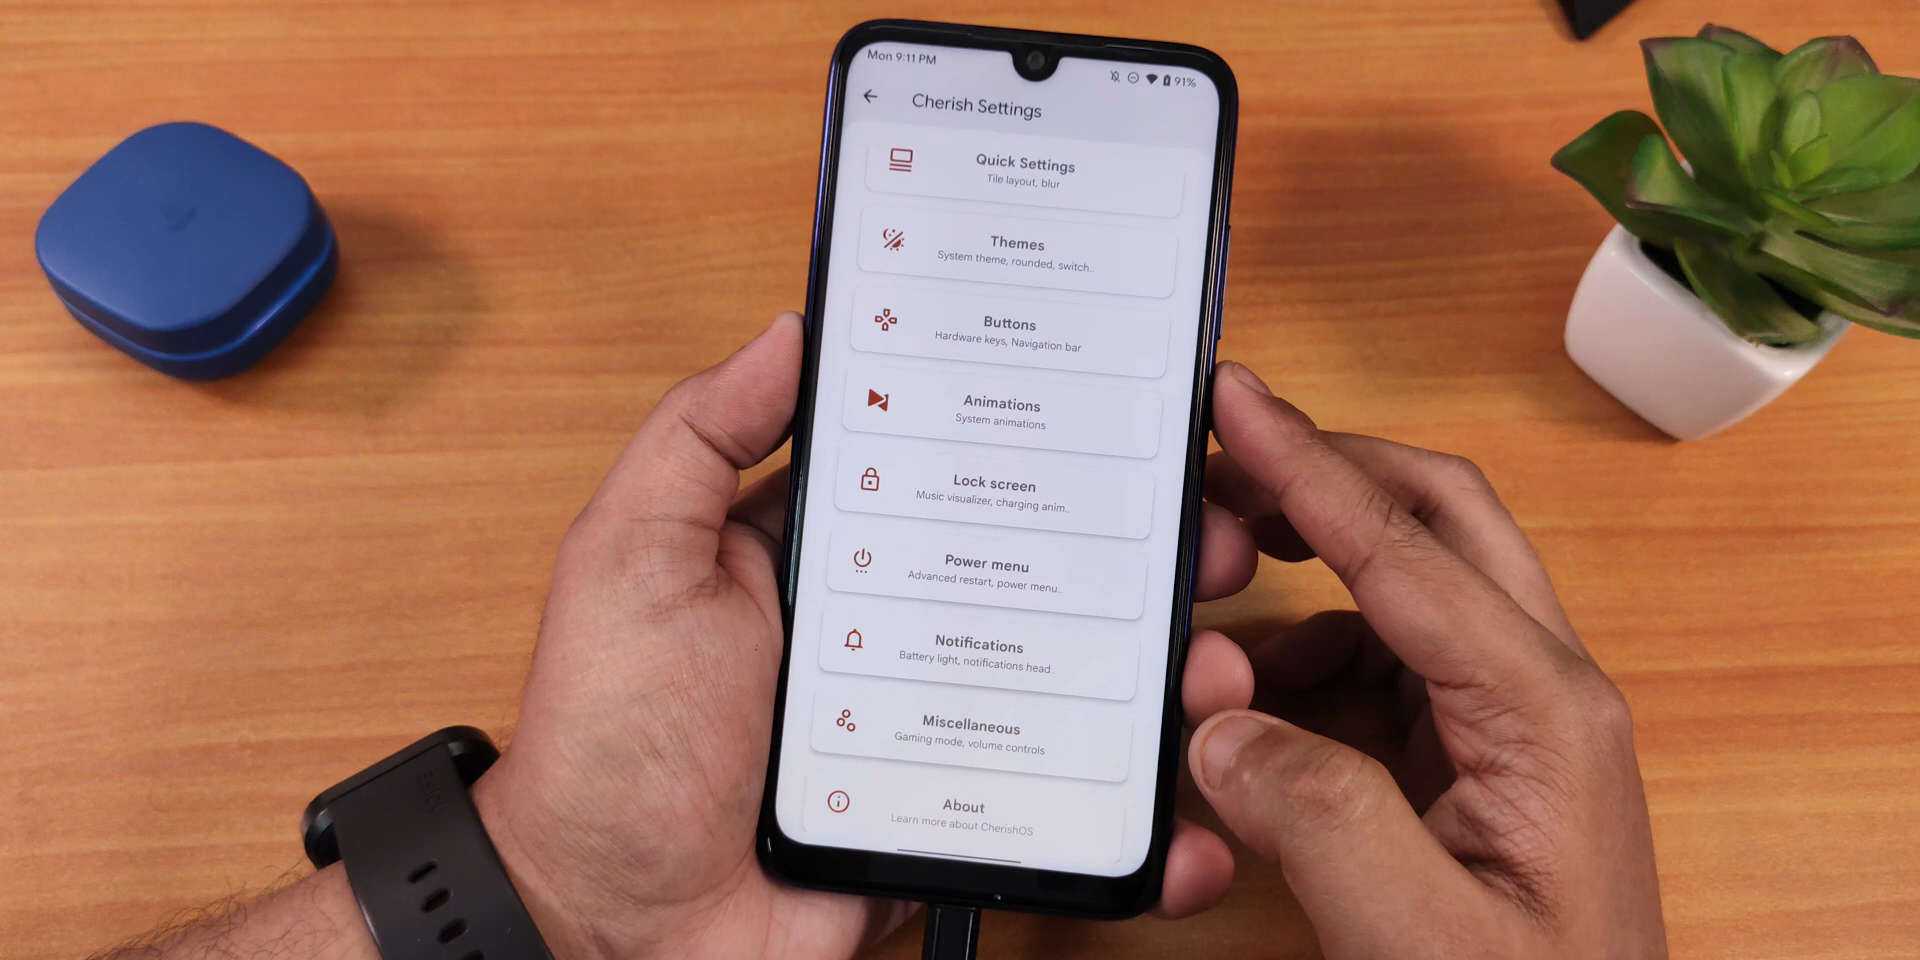 Mon 9:11 PM
91%
Cherish Settings
Quick Settings
Tile layout, blur
Themes
System theme, rounded, switch..
Buttons
Hardware keys, Navigation bar
Animations
System animations
Lock screen
Music visualizer, charging anim..
Power menu
Advanced restart, power menu..
Notifications
Battery light, notifications head..
Miscellaneous
Gaming mode, volume controls
About
Learn more about CherishOS